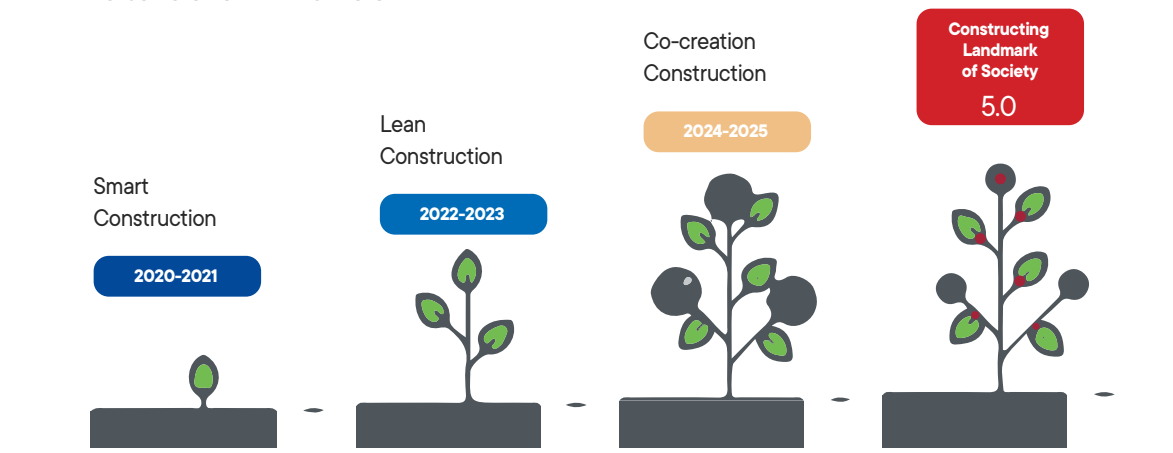 Smart
Construction
2020-2021
Lean
Construction
2022-2023
Co-creation
Construction
2024-2025
Constructing
Landmark
of Society
5.0